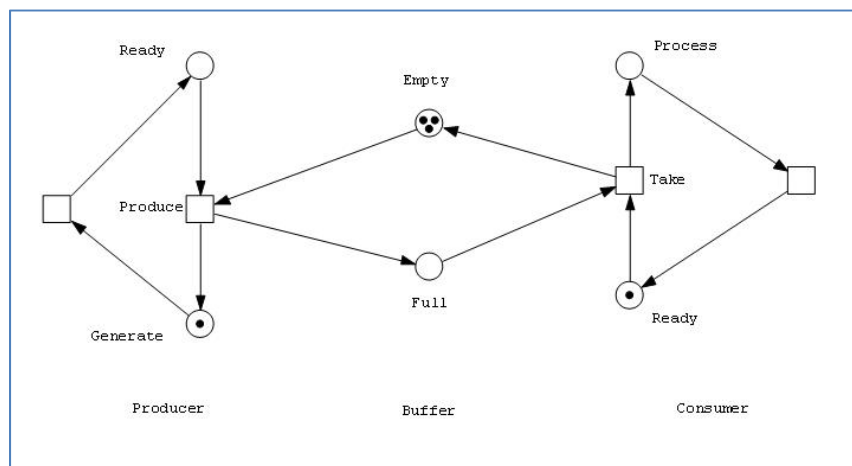 Ready
Process
Empty
Produce
Take
Full
Ready
Generate
Producer
Buffer
Consumer